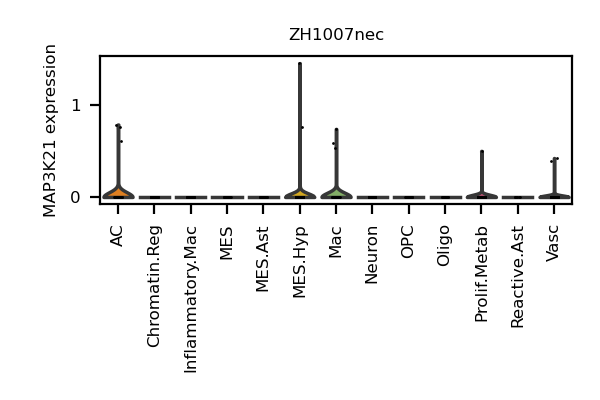 ZH1007nec
MAP3K21 expression
1
0
AC
Chromatin.Reg
Inflammatory.Mac
MES
MES.Ast
MES.Hyp
Mac
Neuron
OPC
Oligo
Prolif.Metab
Reactive.Ast
Vasc